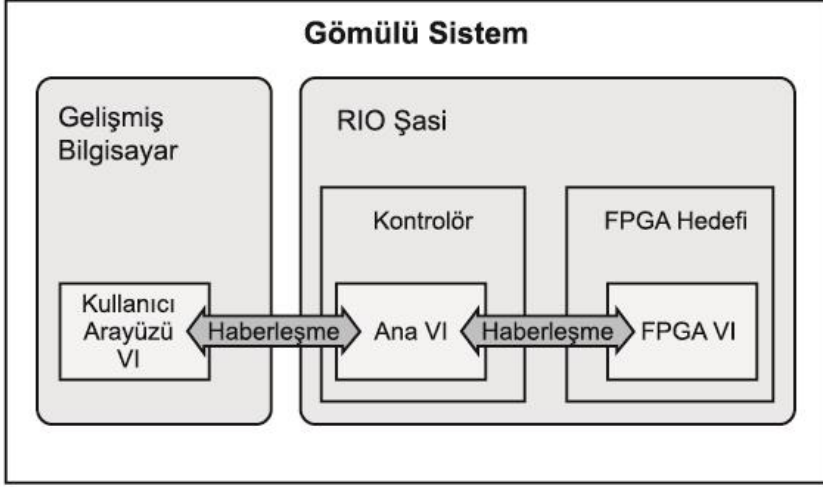 Gömülü Sistem
Gelişmiş
Bilgisayar
RIO Şasi
Kontrolör
FPGA Hedefi
Kullanıcı
Arayüzü
VI
Haberleşme
Ana VI
Haberleşme
FPGA VI